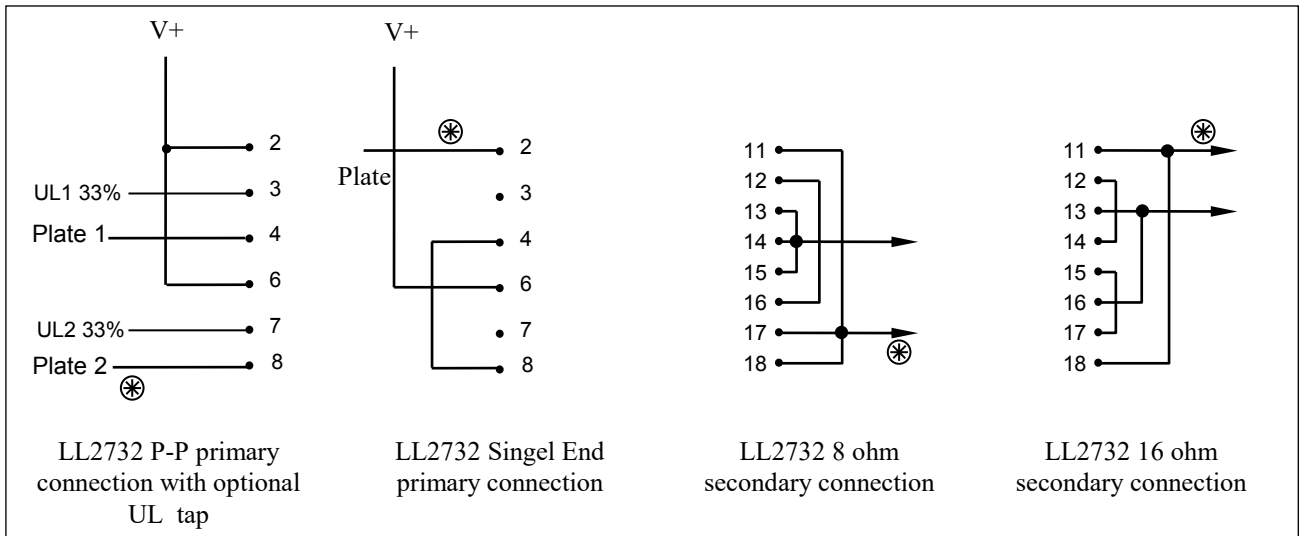 V+
2
UL1 33%
3
Plate 1
4
6
UL2 33%
7
Plate 2
8
LL2732 P-P primary
connection with optional
UL tap
V+
2
Plate
3
4
6
7
8
LL2732 Singel End
primary connection
11
12
13
14
15
16
17
18
LL2732 8 ohm
secondary connection
11
12
13
14
15
16
17
18
LL2732 16 ohm
secondary connection